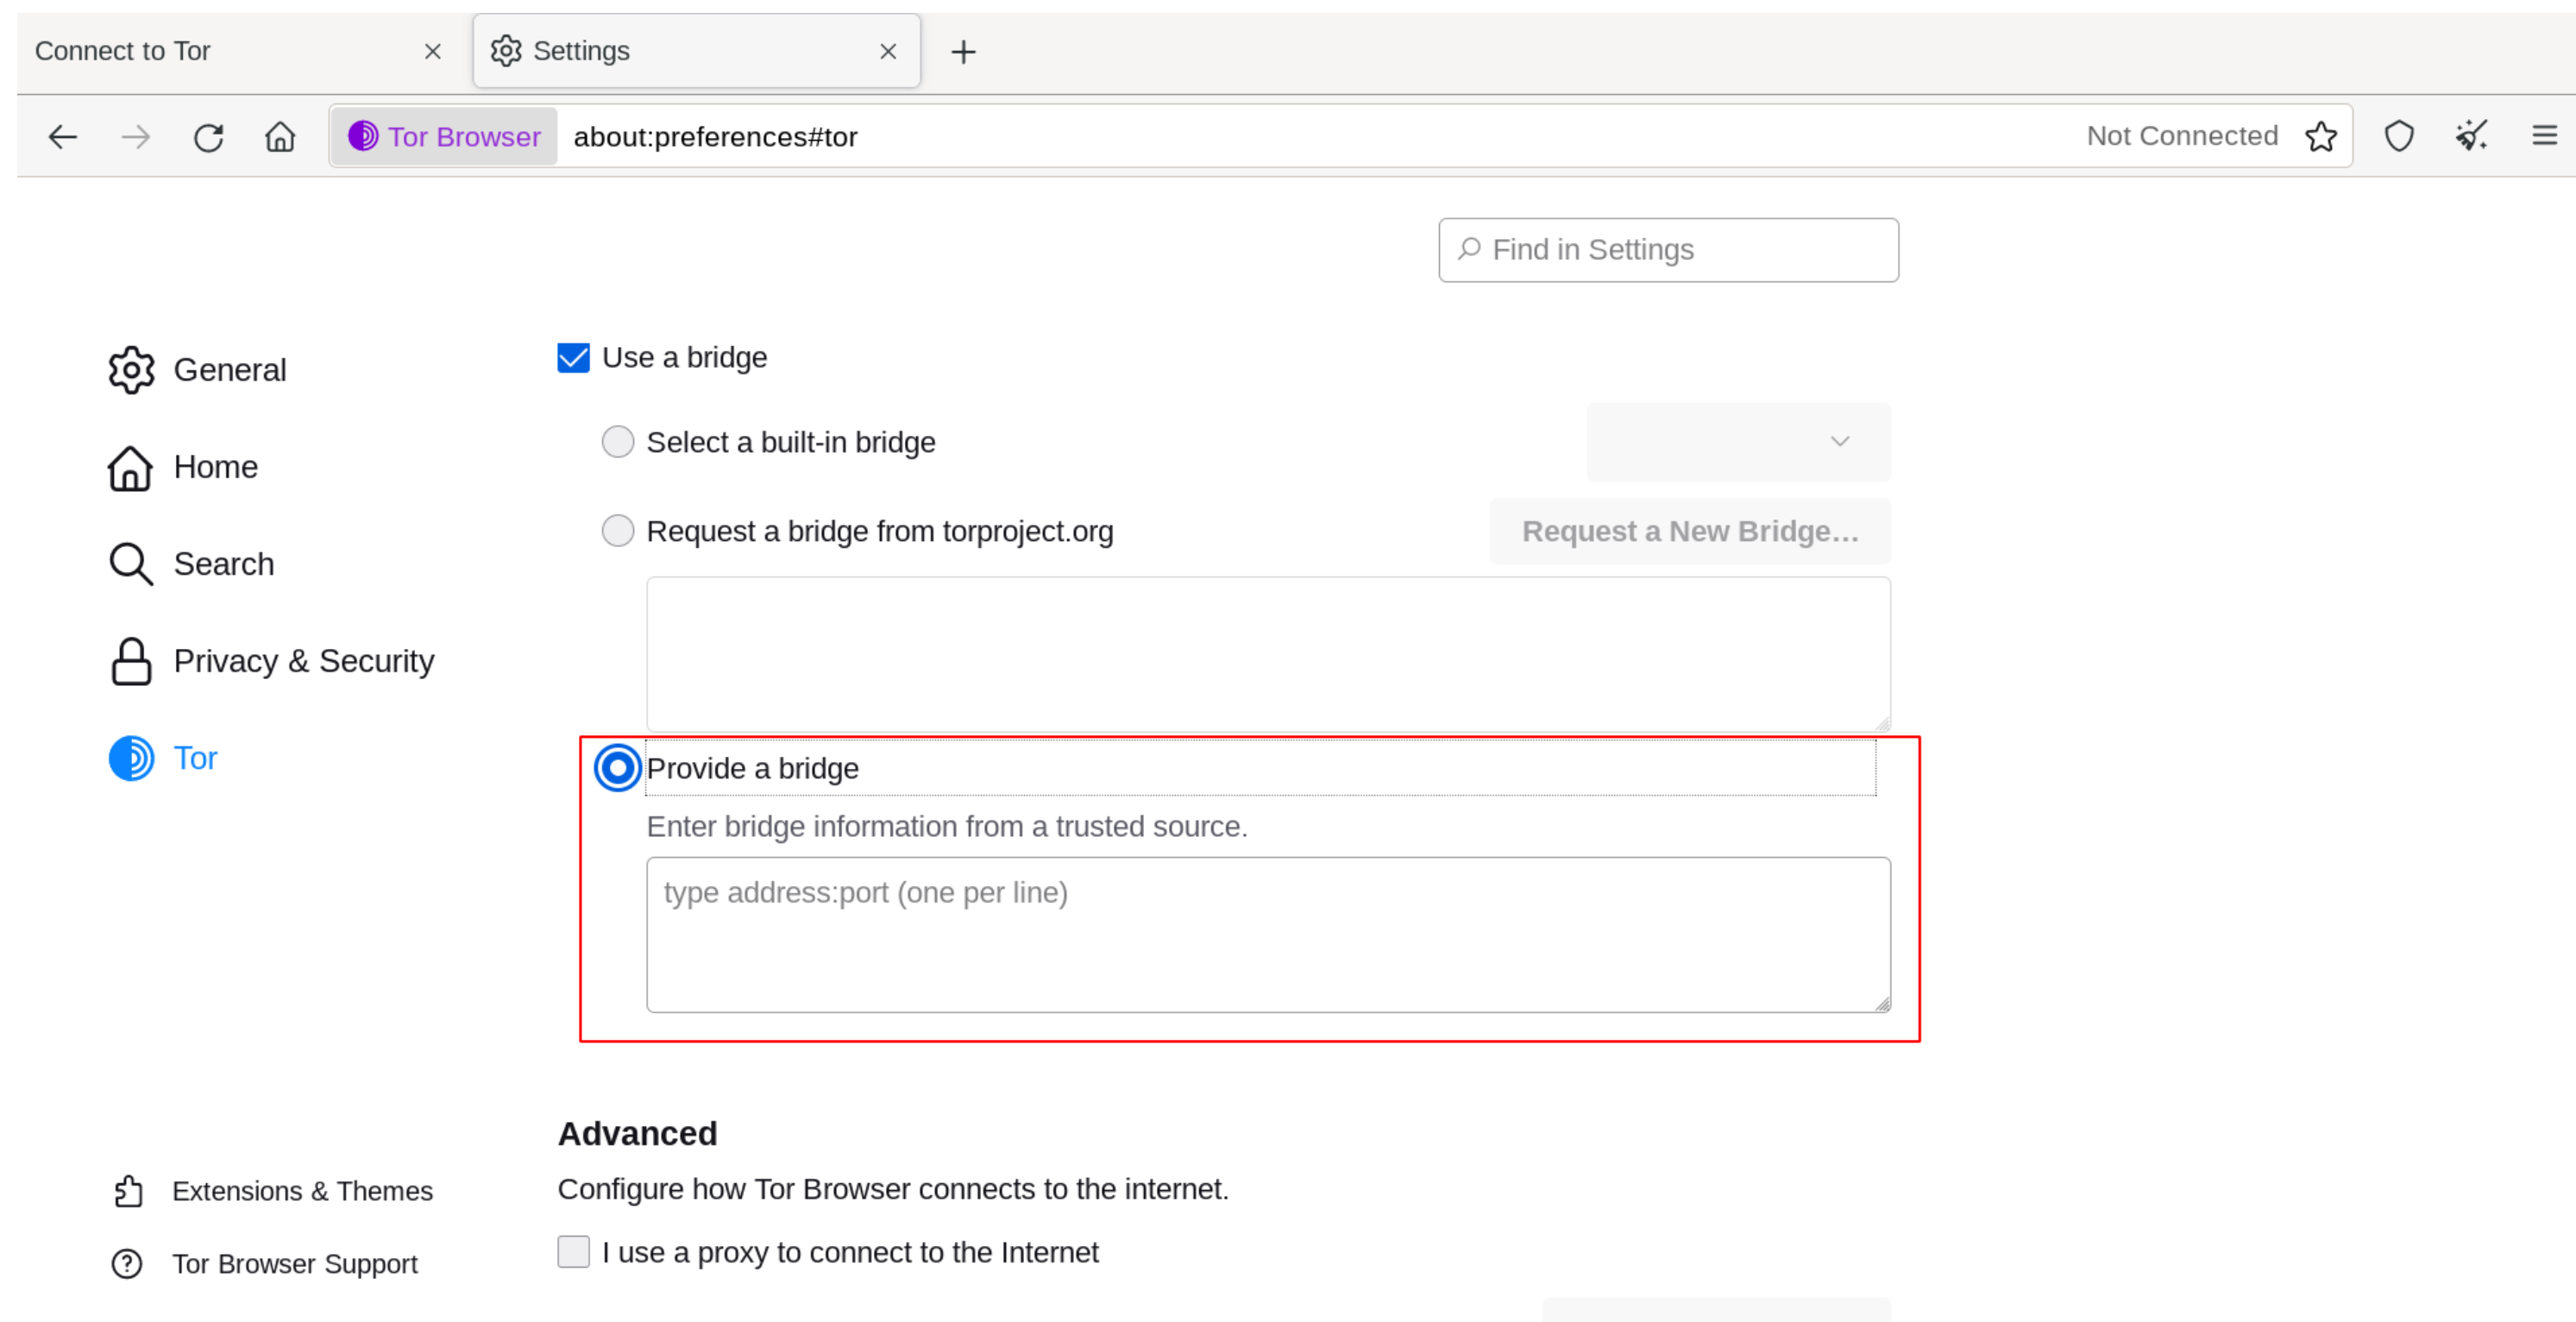 Connect to Tor
Settings
Tor Browser about:preferences#tor Not Connected
Find in Settings
General
Home
Search
Privacy & Security
Tor
Extensions & Themes
Tor Browser Support
Use a bridge
Select a built-in bridge
Request a bridge from torproject.org Request a New Bridge…
Provide a bridge
Enter bridge information from a trusted source.
type address:port (one per line)
Advanced
Configure how Tor Browser connects to the internet.
I use a proxy to connect to the Internet